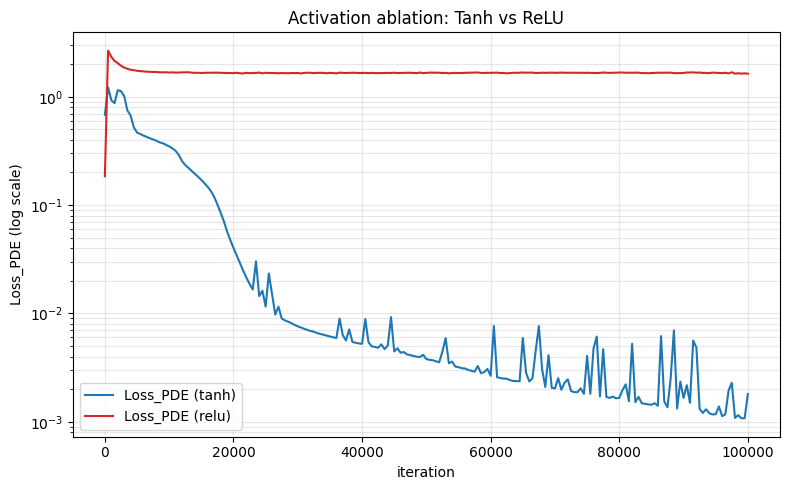 Activation ablation: Tanh vs ReLU
Loss_PDE (log scale)
10⁰
10⁻¹
10⁻²
10⁻³
Loss_PDE (tanh)
Loss_PDE (relu)
0 20000 40000 60000 80000 100000
iteration